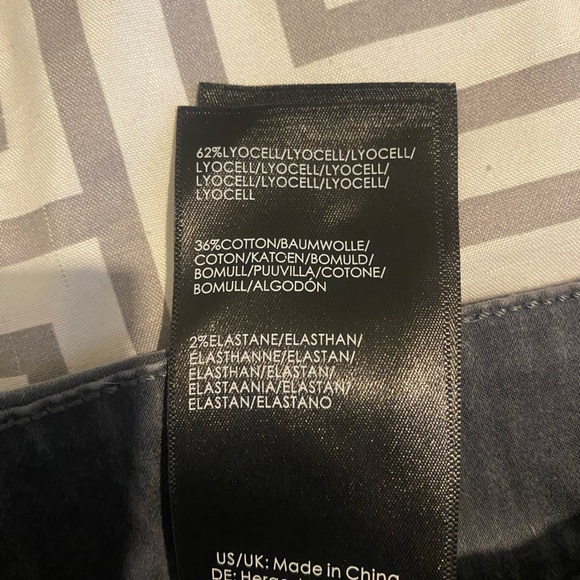 62%LYOCELL/LYOCELL/LYOCELL/
LYOCELL/LYOCELL/LYOCELL/
LYOCELL/LYOCELL/LYOCELL/
LYOCELL
36%COTTON/BAUMWOLLE/
COTON/KATOEN/BOMULD/
BOMULL/PUUVILLA/COTONE/
BOMULL/ALGODÓN
2%ELASTANE/ELASTHAN/
ÉLASTHANNE/ELASTAN/
ELASTHAN/ELASTAN/
ELASTAANIA/ELASTAN/
ELASTAN/ELASTANO
US/UK: Made in China
DE: